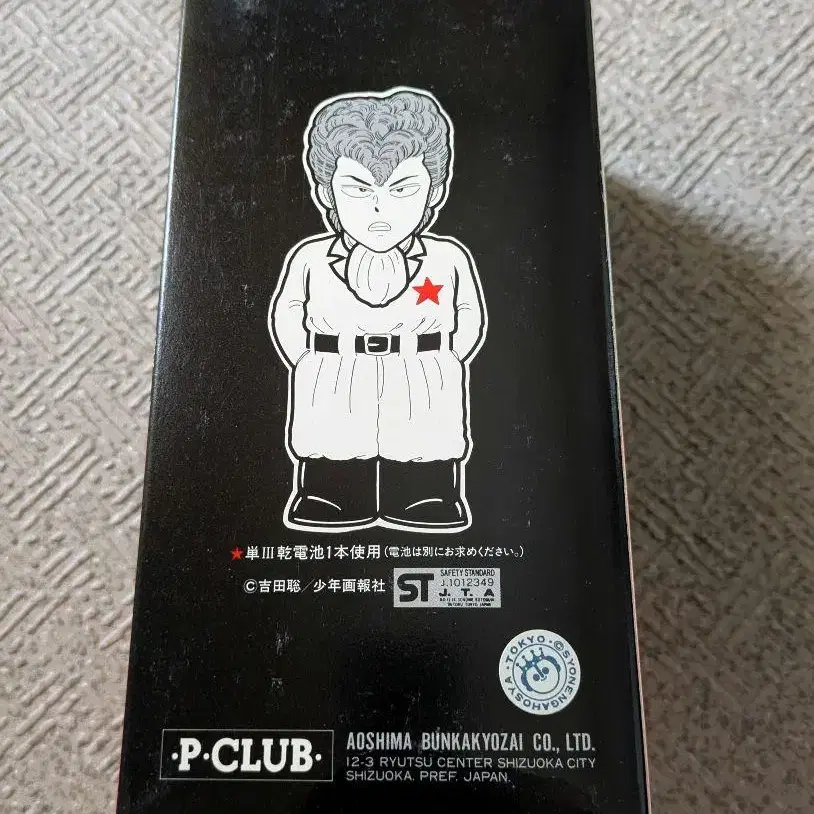 ★単III乾電池1本使用(電池は別にお求めください。)
©吉田聡/少年画報社
ST
SAFETY STANDARD
J.1012349
J. T. A
TOKYO・©SYONENGAHOSYA・
・P・CLUB・
AOSHIMA BUNKAKYOZAI CO., LTD.
12-3 RYUTSU CENTER SHIZUOKA CITY
SHIZUOKA. PREF. JAPAN.